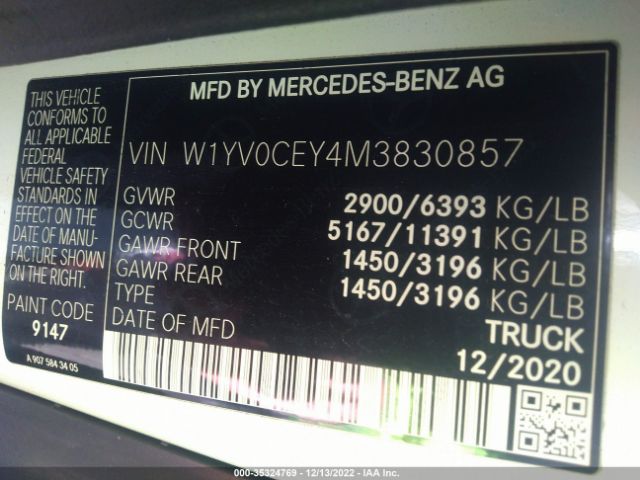 MFD BY MERCEDES-BENZ AG
THIS VEHICLE
CONFORMS TO
ALL APPLICABLE
FEDERAL
VEHICLE SAFETY
STANDARDS IN
EFFECT ON THE
DATE OF MANU-
FACTURE SHOWN
ON THE RIGHT.
PAINT CODE
9147
A 907 584 34 05
VIN W1YV0CEY4M3830857
GVWR 2900/6393 KG/LB
GCWR 5167/11391 KG/LB
GAWR FRONT 1450/3196 KG/LB
GAWR REAR 1450/3196 KG/LB
TYPE TRUCK
DATE OF MFD 12/2020
000-35324769 - 12/13/2022 - IAA Inc.